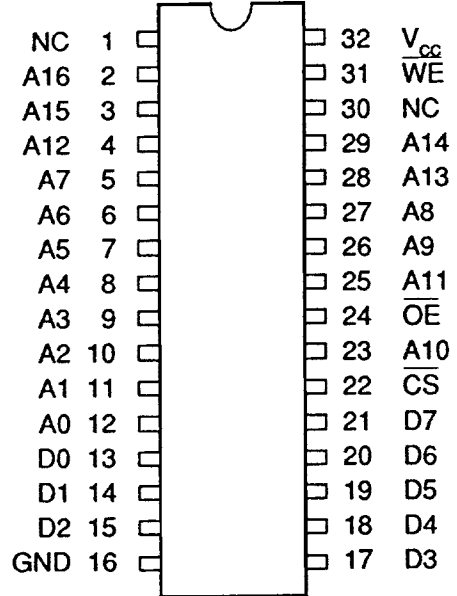 NC 1 32 Vcc
A16 2 31 WE
A15 3 30 NC
A12 4 29 A14
A7 5 28 A13
A6 6 27 A8
A5 7 26 A9
A4 8 25 A11
A3 9 24 OE
A2 10 23 A10
A1 11 22 CS
A0 12 21 D7
D0 13 20 D6
D1 14 19 D5
D2 15 18 D4
GND 16 17 D3